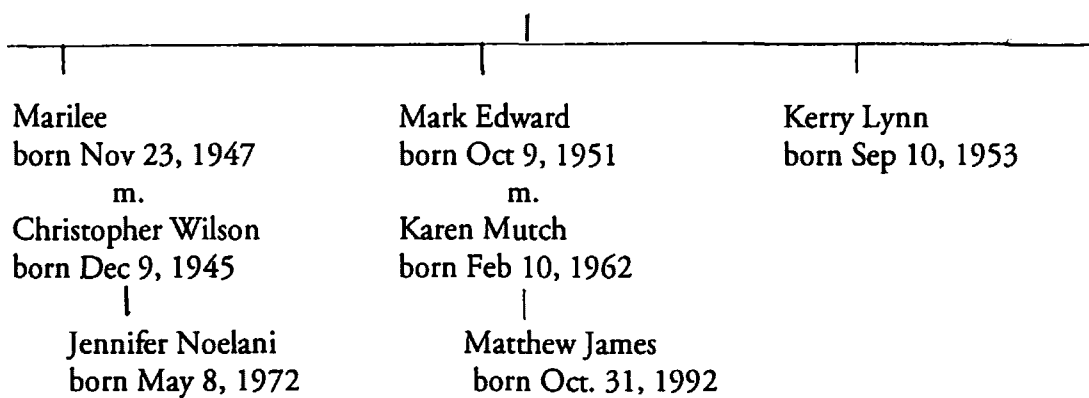 Marilee
born Nov 23, 1947
m.
Christopher Wilson
born Dec 9, 1945
Jennifer Noelani
born May 8, 1972
Mark Edward
born Oct 9, 1951
m.
Karen Mutch
born Feb 10, 1962
Matthew James
born Oct. 31, 1992
Kerry Lynn
born Sep 10, 1953